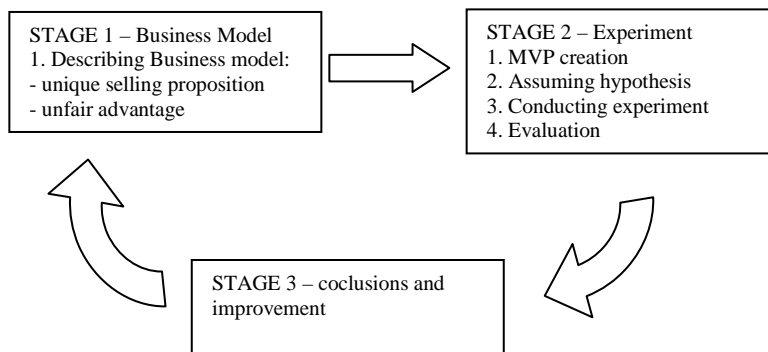 STAGE 1 – Business Model
1. Describing Business model:
- unique selling proposition
- unfair advantage
STAGE 2 – Experiment
1. MVP creation
2. Assuming hypothesis
3. Conducting experiment
4. Evaluation
STAGE 3 – coclusions and
improvement